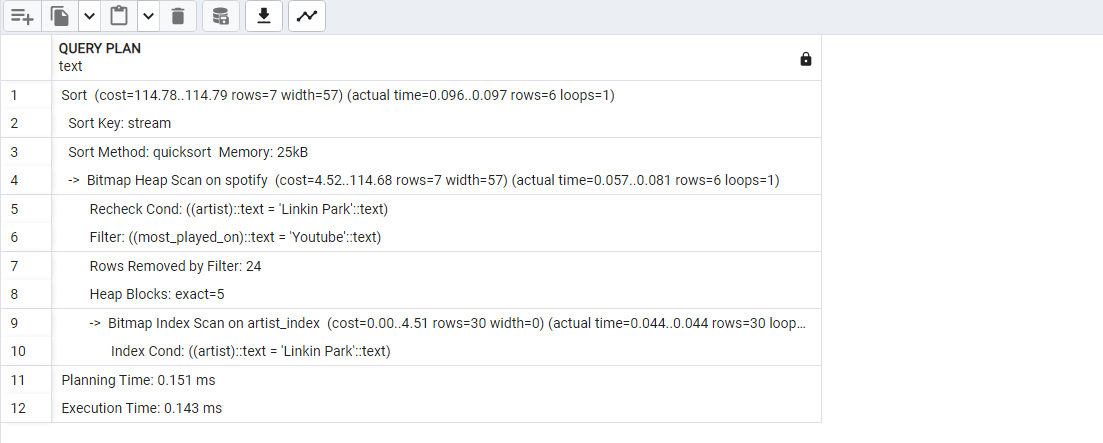 QUERY PLAN
text
1 Sort (cost=114.78..114.79 rows=7 width=57) (actual time=0.096..0.097 rows=6 loops=1)
2 Sort Key: stream
3 Sort Method: quicksort Memory: 25kB
4 -> Bitmap Heap Scan on spotify (cost=4.52..114.68 rows=7 width=57) (actual time=0.057..0.081 rows=6 loops=1)
5 Recheck Cond: ((artist)::text = 'Linkin Park'::text)
6 Filter: ((most_played_on)::text = 'Youtube'::text)
7 Rows Removed by Filter: 24
8 Heap Blocks: exact=5
9 -> Bitmap Index Scan on artist_index (cost=0.00..4.51 rows=30 width=0) (actual time=0.044..0.044 rows=30 loop...
10 Index Cond: ((artist)::text = 'Linkin Park'::text)
11 Planning Time: 0.151 ms
12 Execution Time: 0.143 ms